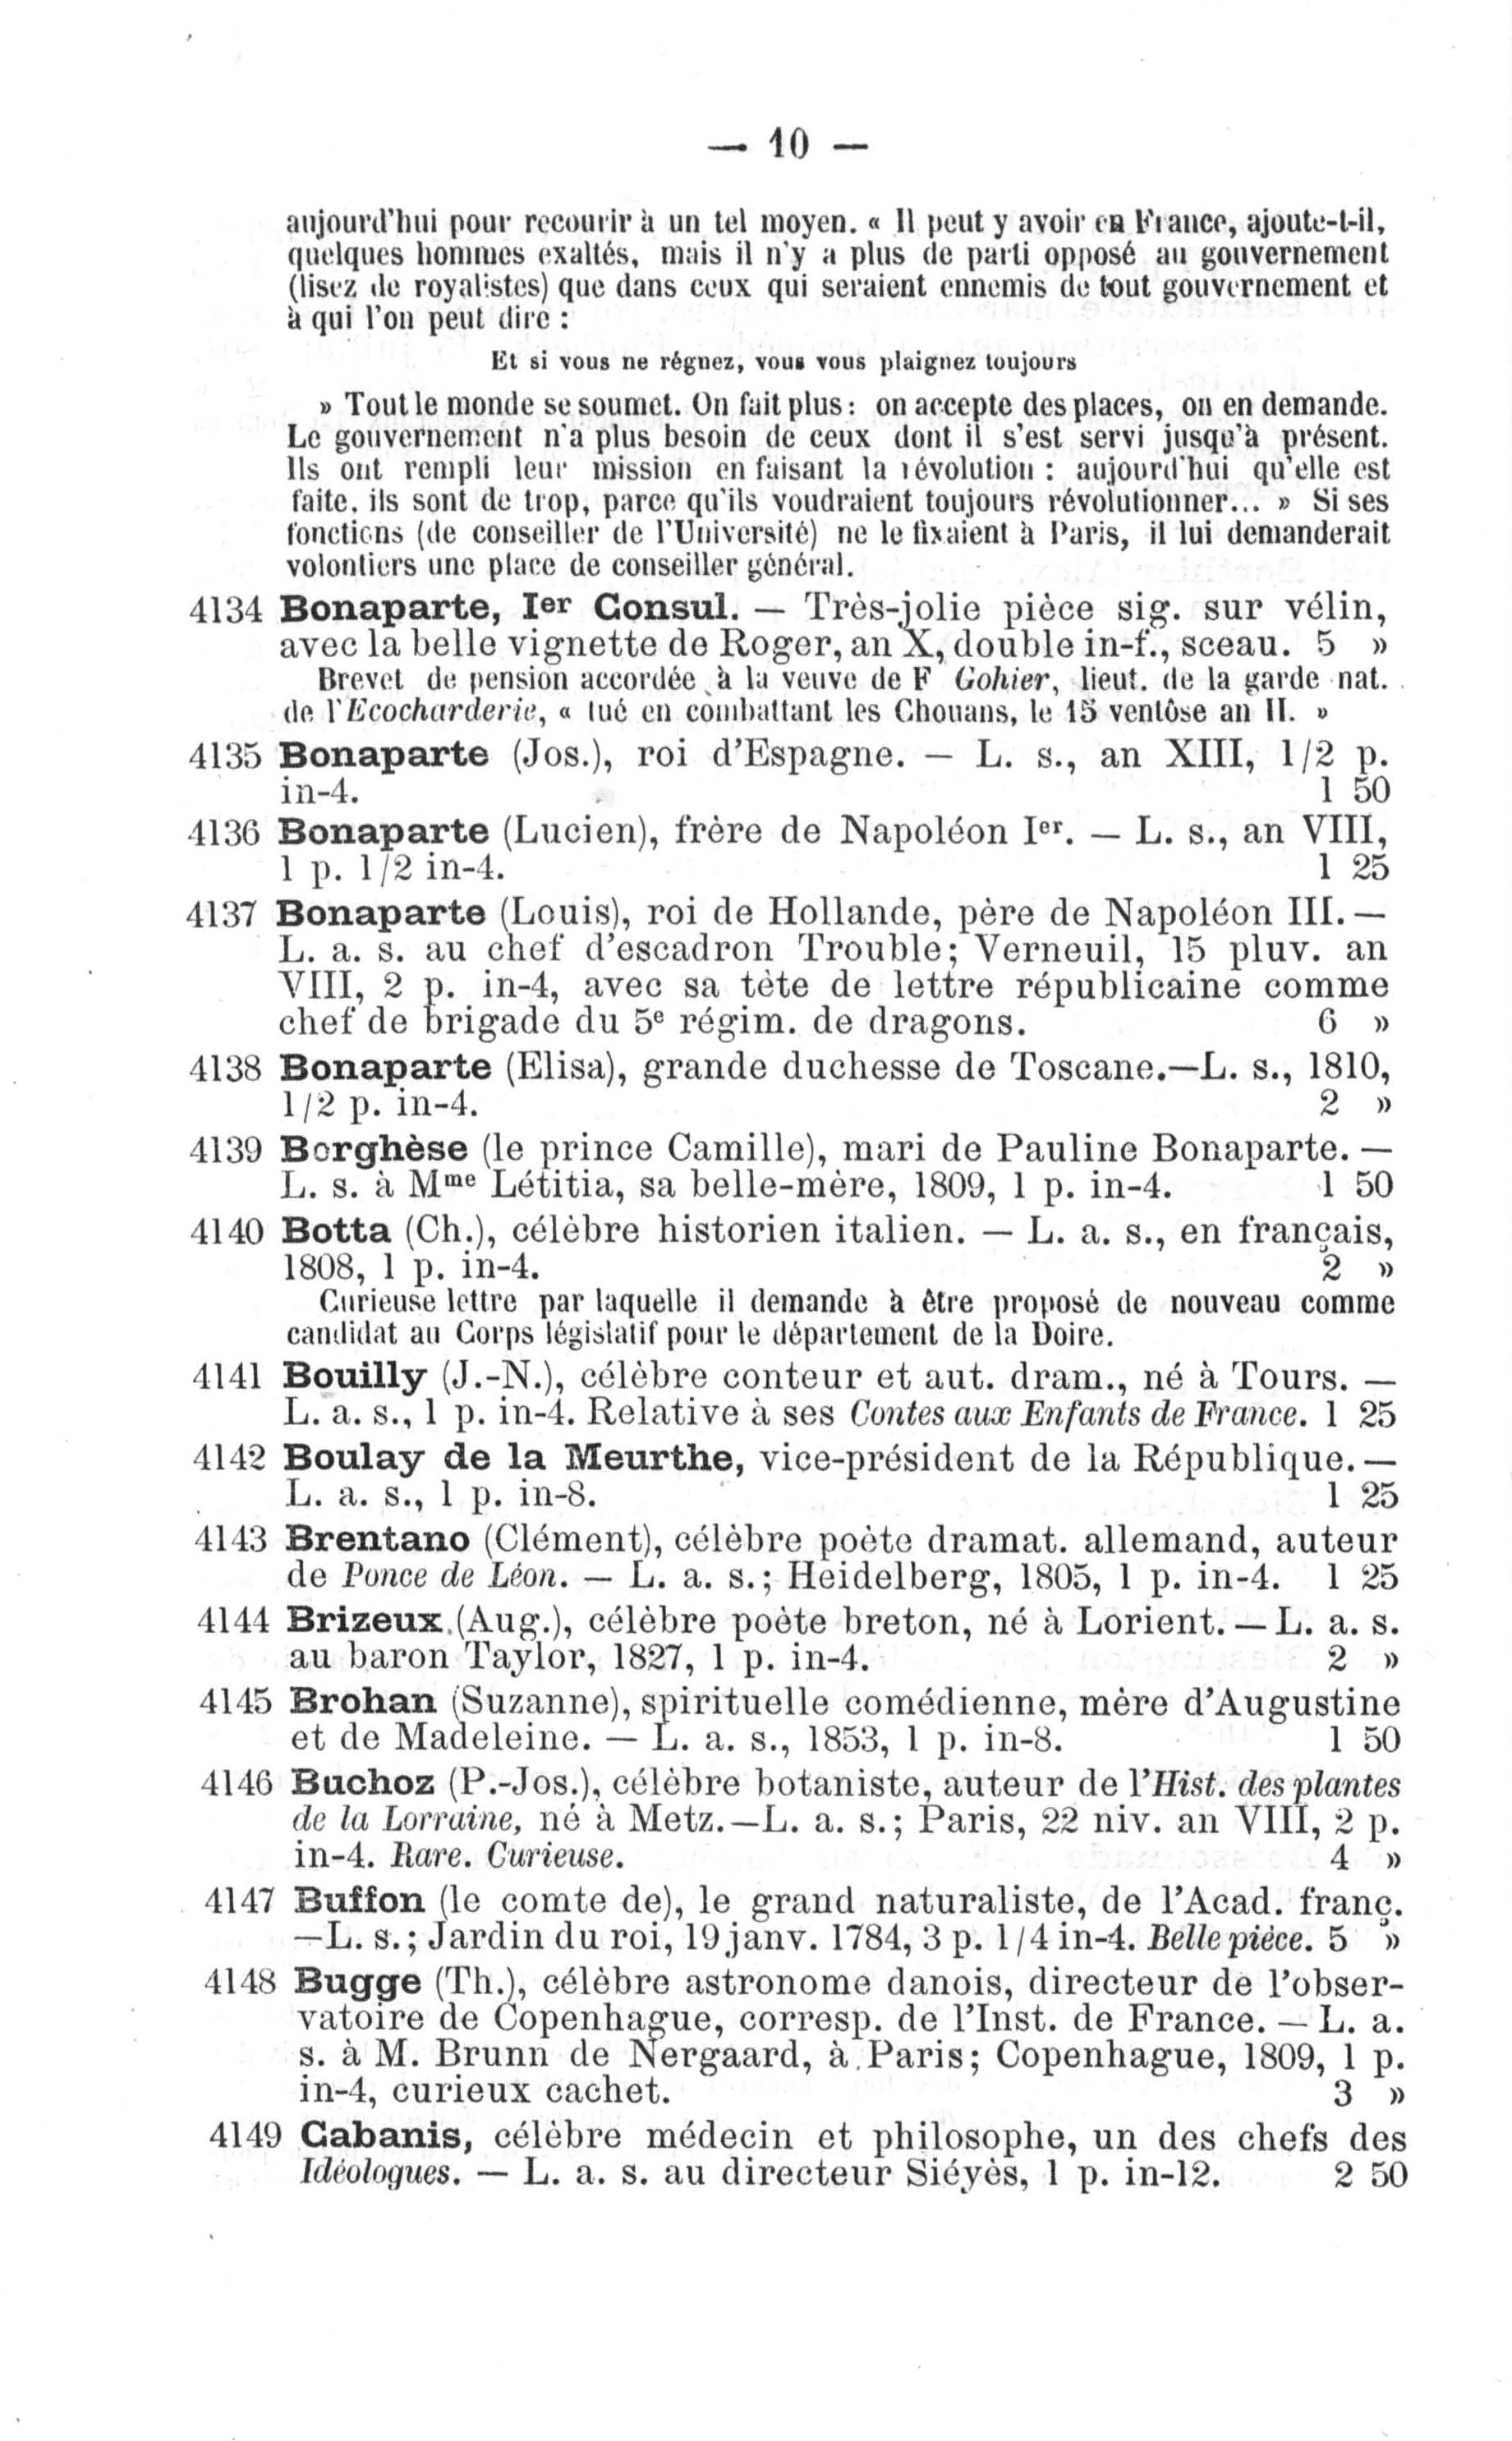 — 10 —
aujourd'hui pour recourir à un tel moyen. « Il peut y avoir en France, ajoute-t-il,
quelques hommes exaltés, mais il n'y a plus de parti opposé au gouvernement
(lisez de royalistes) que dans ceux qui seraient ennemis de tout gouvernement et
à qui l'on peut dire :
Et si vous ne régnez, vous vous plaignez toujours
» Tout le monde se soumet. On fait plus : on accepte des places, on en demande.
Le gouvernement n'a plus besoin de ceux dont il s'est servi jusqu'à présent.
Ils ont rempli leur mission en faisant la révolution : aujourd'hui qu'elle est
faite, ils sont de trop, parce qu'ils voudraient toujours révolutionner... » Si ses
fonctions (de conseiller de l'Université) ne le fixaient à Paris, il lui demanderait
volontiers une place de conseiller général.
4134 Bonaparte, Ier Consul. — Très-jolie pièce sig. sur vélin,
avec la belle vignette de Roger, an X, double in-f., sceau. 5 »
Brevet de pension accordée à la veuve de F Gohier, lieut. de la garde nat.
de l'Ecocharderie, « tué en combattant les Chouans, le 15 ventôse an II. »
4135 Bonaparte (Jos.), roi d'Espagne. — L. s., an XIII, 1/2 p.
in-4. 1 50
4136 Bonaparte (Lucien), frère de Napoléon Ier. — L. s., an VIII,
1 p. 1/2 in-4. 1 25
4137 Bonaparte (Louis), roi de Hollande, père de Napoléon III. —
L. a. s. au chef d'escadron Trouble; Verneuil, 15 pluv. an
VIII, 2 p. in-4, avec sa tète de lettre républicaine comme
chef de brigade du 5e régim. de dragons. 6 »
4138 Bonaparte (Elisa), grande duchesse de Toscane.—L. s., 1810,
1/2 p. in-4. 2 »
4139 Borghèse (le prince Camille), mari de Pauline Bonaparte. —
L. s. à Mme Létitia, sa belle-mère, 1809, 1 p. in-4. 1 50
4140 Botta (Ch.), célèbre historien italien. — L. a. s., en français,
1808, 1 p. in-4. 2 »
Curieuse lettre par laquelle il demande à être proposé de nouveau comme
candidat au Corps législatif pour le département de la Doire.
4141 Bouilly (J.-N.), célèbre conteur et aut. dram., né à Tours. —
L. a. s., 1 p. in-4. Relative à ses Contes aux Enfants de France. 1 25
4142 Boulay de la Meurthe, vice-président de la République. —
L. a. s., 1 p. in-8. 1 25
4143 Brentano (Clément), célèbre poète dramat. allemand, auteur
de Ponce de Léon. — L. a. s.; Heidelberg, 1805, 1 p. in-4. 1 25
4144 Brizeux (Aug.), célèbre poète breton, né à Lorient. — L. a. s.
au baron Taylor, 1827, 1 p. in-4. 2 »
4145 Brohan (Suzanne), spirituelle comédienne, mère d'Augustine
et de Madeleine. — L. a. s., 1853, 1 p. in-8. 1 50
4146 Buchoz (P.-Jos.), célèbre botaniste, auteur de l'Hist. des plantes
de la Lorraine, né à Metz.—L. a. s.; Paris, 22 niv. an VIII, 2 p.
in-4. Rare. Curieuse. 4 »
4147 Buffon (le comte de), le grand naturaliste, de l'Acad. franç.
—L. s.; Jardin du roi, 19 janv. 1784, 3 p. 1/4 in-4. Belle pièce. 5 »
4148 Bugge (Th.), célèbre astronome danois, directeur de l'obser-
vatoire de Copenhague, corresp. de l'Inst. de France. — L. a.
s. à M. Brunn de Nergaard, à Paris; Copenhague, 1809, 1 p.
in-4, curieux cachet. 3 »
4149 Cabanis, célèbre médecin et philosophe, un des chefs des
Idéologues. — L. a. s. au directeur Siéyès, 1 p. in-12. 2 50